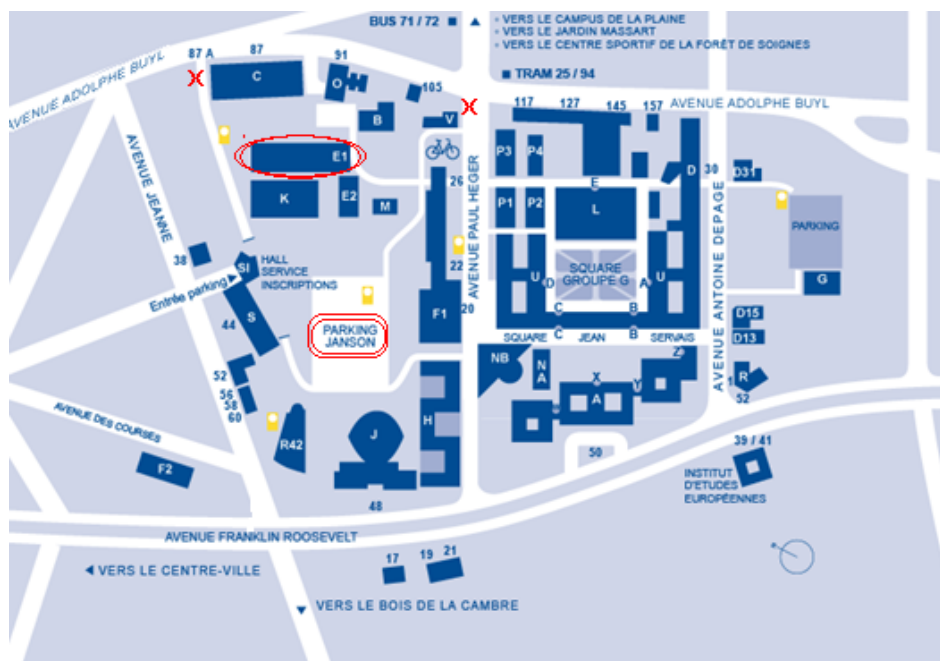 BUS 71 / 72
VERS LE CAMPUS DE LA PLAINE
VERS LE JARDIN MASSART
VERS LE CENTRE SPORTIF DE LA FORÊT DE SOIGNES
TRAM 25 / 94
87 A
87
91
105
117
127
145
157
AVENUE ADOLPHE BUYL
AVENUE ADOLPHE BUYL
X
X
C
O
B
V
E1
K
E2
M
26
P3
P4
P1
P2
E
L
D
30
D31
PARKING
G
AVENUE JEANNE
AVENUE PAUL HEGER
AVENUE ANTOINE DEPAGE
38
SI
HALL
SERVICE
INSCRIPTIONS
Entrée parking
22
20
U
D
SQUARE
GROUPE G
A
U
C
B
C
B
SQUARE JEAN SERVAIS
44
S
PARKING
JANSON
F1
D15
D13
NB
N
A
X
A
Y
Z
R
52
52
56
58
60
AVENUE DES COURSES
F2
R42
J
H
48
50
39 / 41
INSTITUT
D'ETUDES
EUROPÉENNES
AVENUE FRANKLIN ROOSEVELT
17
19
21
VERS LE CENTRE-VILLE
VERS LE BOIS DE LA CAMBRE